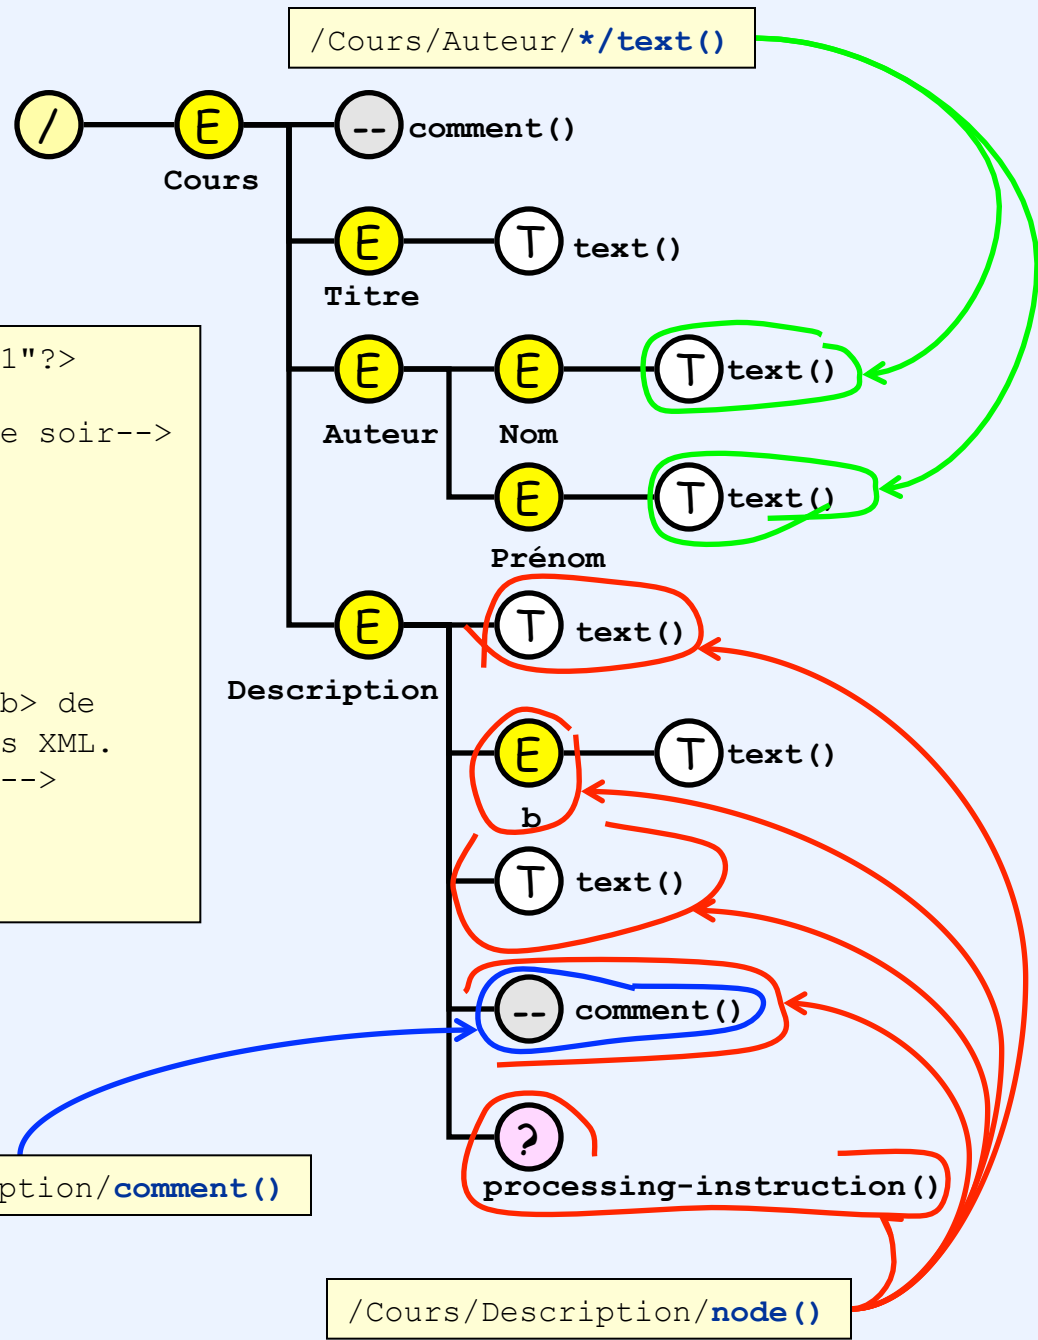 /Cours/Auteur/*/text()
/ E -- comment()
Cours
E T text()
Titre
1"?>
E E T text()
e soir-->
Auteur Nom
E T text()
Prénom
E T text()
Description
b> de
s XML.
-->
E T text()
b
T text()
-- comment()
?
ption/comment()
processing-instruction()
/Cours/Description/node()